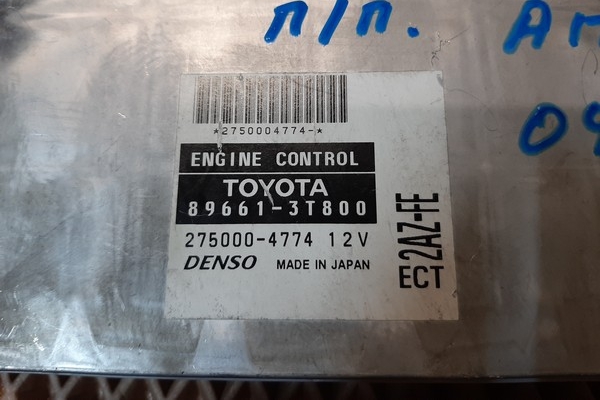 п/п.
*2750004774-*
ENGINE CONTROL
TOYOTA
89661-3T800
275000-4774 12V
DENSO MADE IN JAPAN
2AZ-FE
ECT